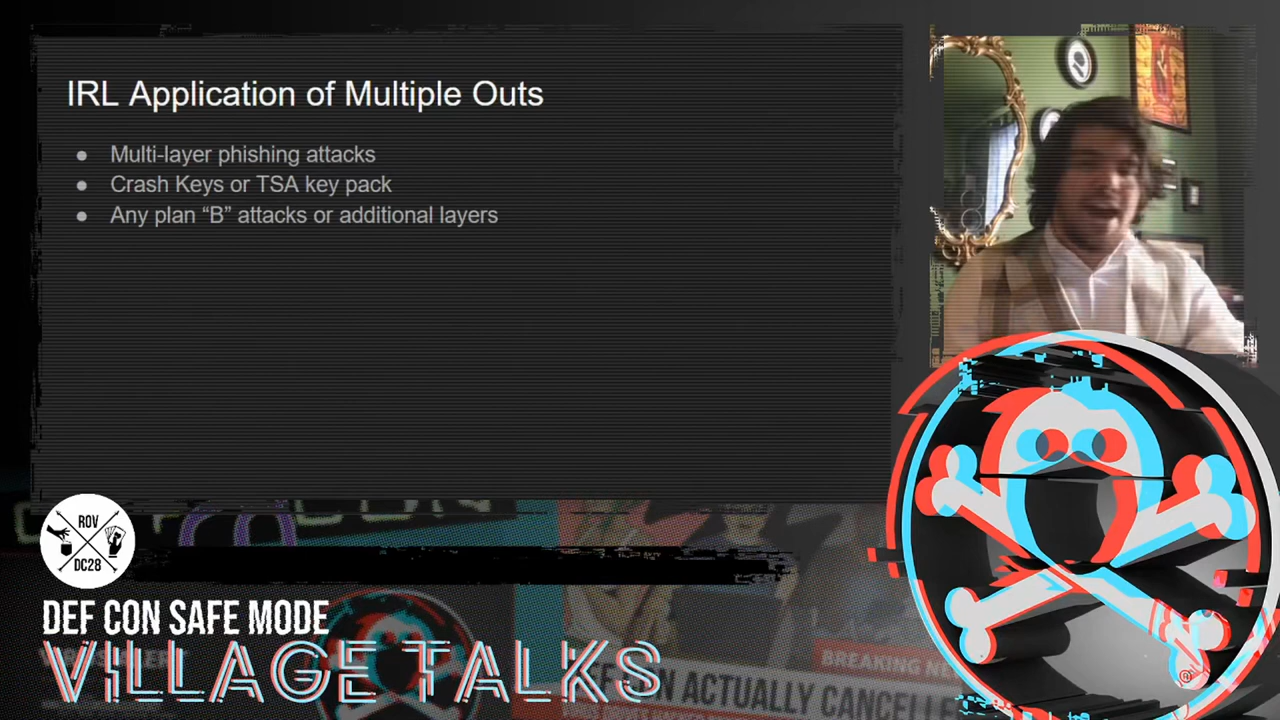 IRL Application of Multiple Outs
● Multi-layer phishing attacks
● Crash Keys or TSA key pack
● Any plan “B” attacks or additional layers
ROV
DC28
DEF CON SAFE MODE
VILLAGE TALKS
BREAKING NE
CON ACTUALLY CANCELLE
®